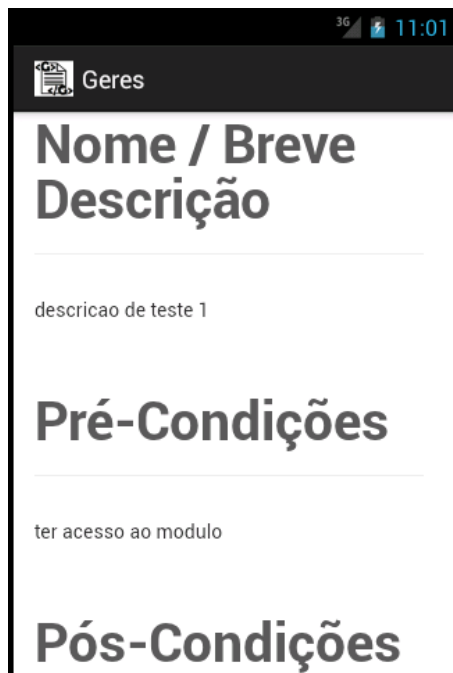 3G 11:01
<G> </G> Geres
Nome / Breve
Descrição
descricao de teste 1
Pré-Condições
ter acesso ao modulo
Pós-Condições